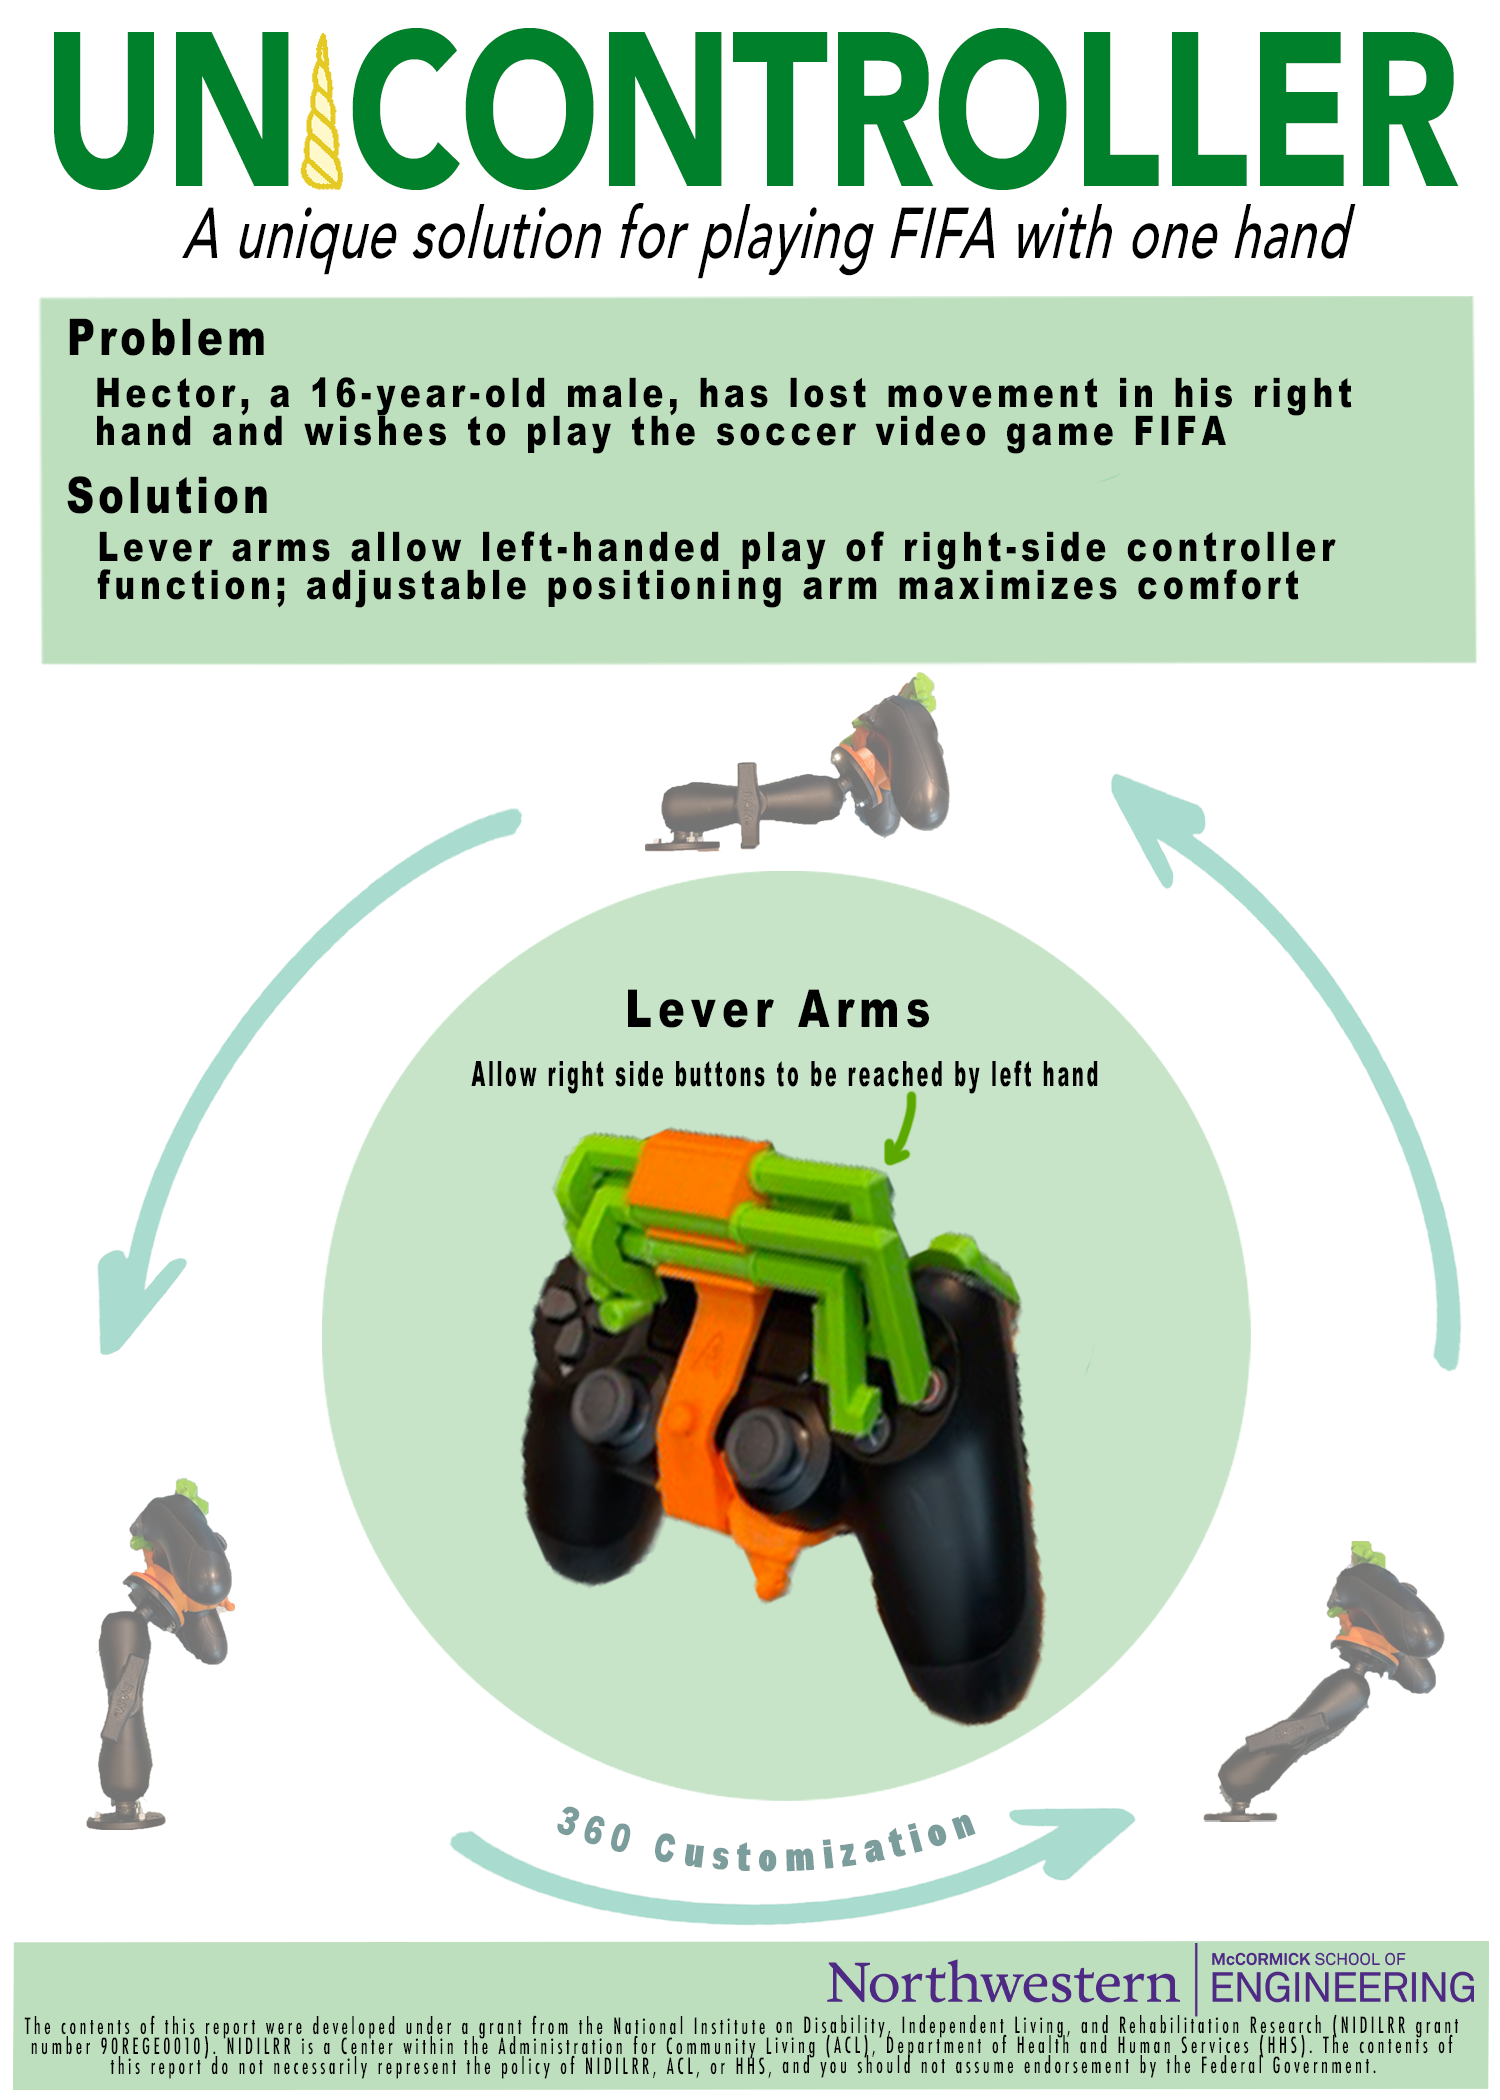 UNICONTROLLER
A unique solution for playing FIFA with one hand
Problem
Hector, a 16-year-old male, has lost movement in his right
hand and wishes to play the soccer video game FIFA
Solution
Lever arms allow left-handed play of right-side controller
function; adjustable positioning arm maximizes comfort
Lever Arms
Allow right side buttons to be reached by left hand
360 Customization
Northwestern
McCORMICK SCHOOL OF
ENGINEERING
The contents of this report were developed under a grant from the National Institute on Disability, Independent Living, and Rehabilitation Research (NIDILRR grant
number 90REGE0010). NIDILRR is a Center within the Administration for Community Living (ACL), Department of Health and Human Services (HHS). The contents of
this report do not necessarily represent the policy of NIDILRR, ACL, or HHS, and you should not assume endorsement by the Federal Government.